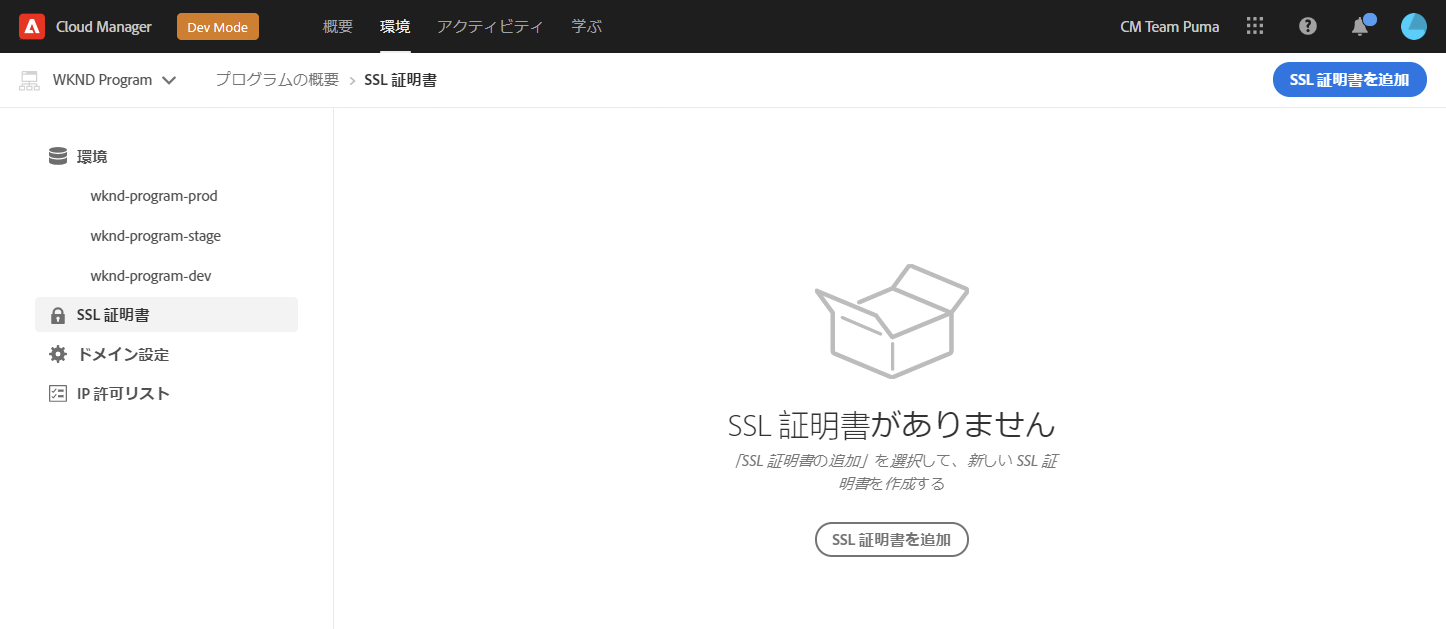 Cloud Manager Dev Mode 概要 環境 アクティビティ 学ぶ CM Team Puma
WKND Program プログラムの概要 › SSL 証明書 SSL 証明書を追加
環境
wknd-program-prod
wknd-program-stage
wknd-program-dev
SSL 証明書
ドメイン設定
IP 許可リスト
SSL 証明書がありません
「SSL 証明書の追加」を選択して、新しい SSL 証
明書を作成する
SSL 証明書を追加